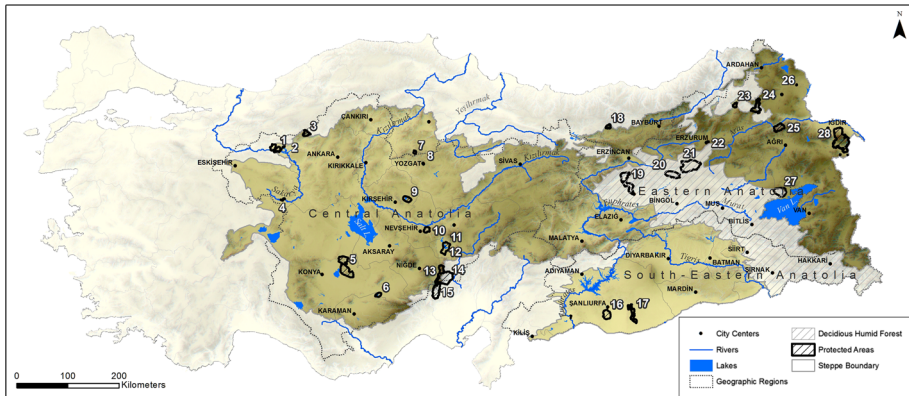 N
ARDAHAN
26
23
24
18
BAYBURT
Yeşilırmak
Kızılırmak
ÇANKIRI
3
1
2
ANKARA
KIRIKKALE
7
8
YOZGAT
SİVAS
Kızılırmak
ERZİNCAN
ERZURUM
22
Aras
25
IĞDIR
28
AĞRI
ESKİŞEHİR
Sakarya
4
KIRŞEHİR
9
20
21
19
Eastern Anatolia
27
BİNGÖL
MUŞ
Murat
Van L.
VAN
BİTLİS
Euphrates
ELAZIĞ
Central Anatolia
Salt L.
NEVŞEHİR
10
11
12
AKSARAY
MALATYA
5
KONYA
NİĞDE
13
14
15
6
KARAMAN
ADIYAMAN
DİYARBAKIR
Tigris
BATMAN
SİİRT
ŞIRNAK
HAKKARİ
South-Eastern Anatolia
MARDİN
ŞANLIURFA
16
17
KİLİS
City Centers
Rivers
Lakes
Geographic Regions
Decidious Humid Forest
Protected Areas
Steppe Boundary
0
100
200
Kilometers